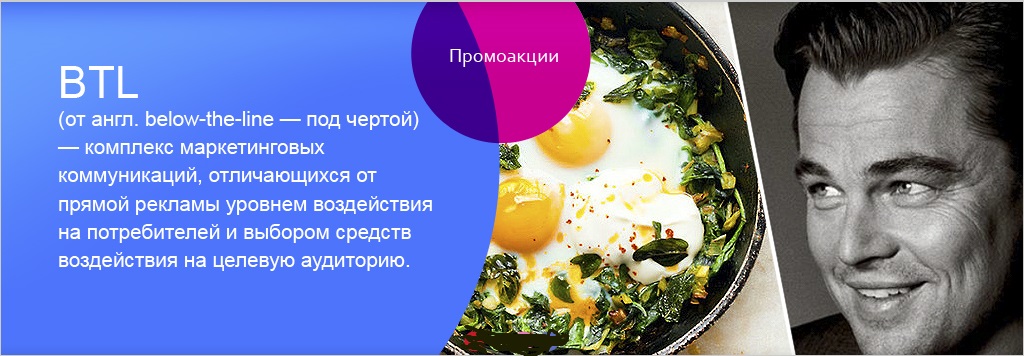 Промоакции
BTL
(от англ. below-the-line — под чертой)
— комплекс маркетинговых
коммуникаций, отличающихся от
прямой рекламы уровнем воздействия
на потребителей и выбором средств
воздействия на целевую аудиторию.